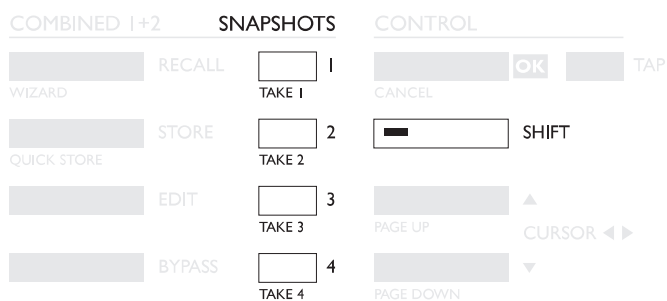 COMBINED 1+2 SNAPSHOTS CONTROL
RECALL 1 OK TAP
WIZARD TAKE 1 CANCEL
STORE 2 SHIFT
QUICK STORE TAKE 2
EDIT 3 ▲
TAKE 3 PAGE UP CURSOR ◀ ▶
BYPASS 4 ▼
TAKE 4 PAGE DOWN